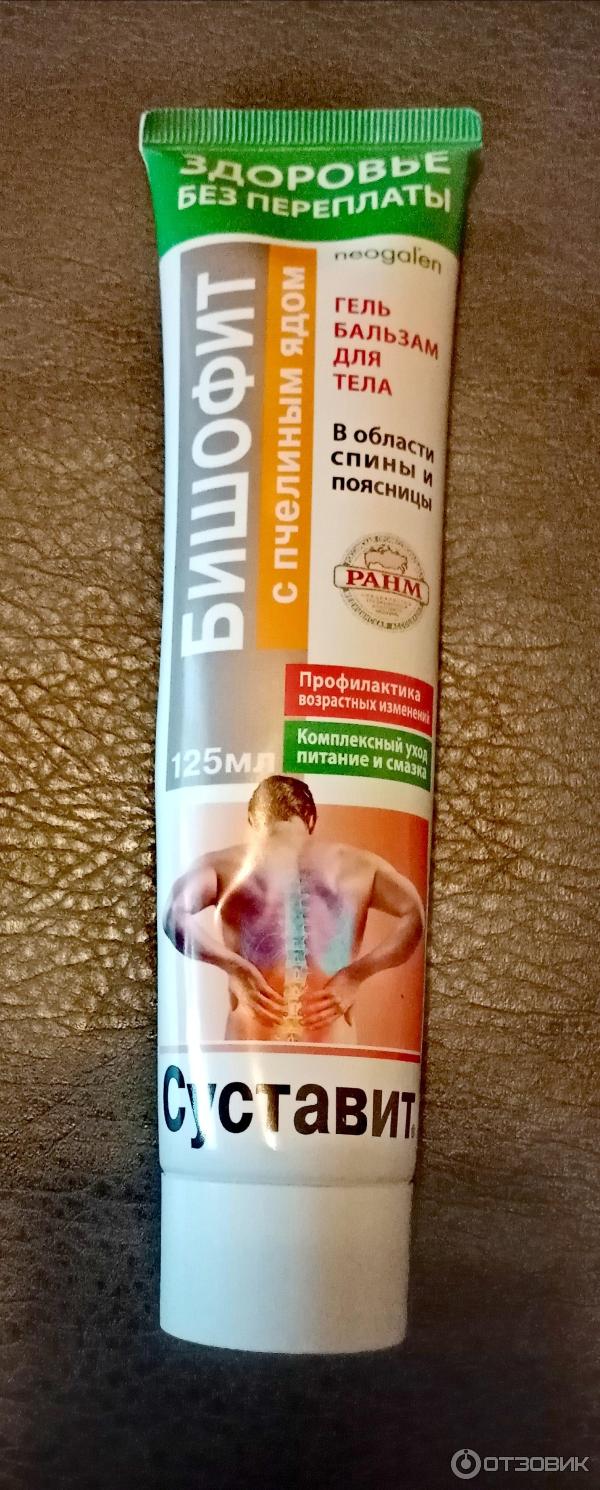 ЗДОРОВЬЕ
БЕЗ ПЕРЕПЛАТЫ
neogalen
БИШОФИТ
с пчелиным ядом
ГЕЛЬ
БАЛЬЗАМ
ДЛЯ
ТЕЛА
В области
спины и
поясницы
РАНМ
Профилактика
возрастных изменений
Комплексный уход
питание и смазка
125мл
Суставит®
ОТЗОВИК